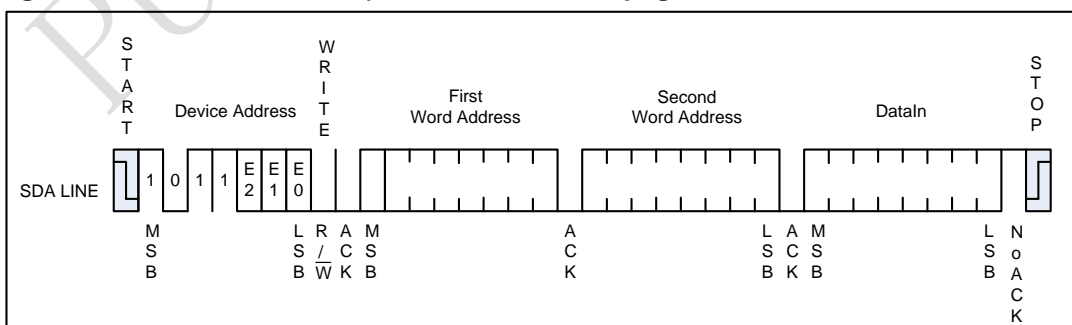 START
WRITE
STOP
Device Address
First
Word Address
Second
Word Address
DataIn
SDA LINE
1 0 1 1 E2 E1 E0
MSB
LSB
R/W
ACK
MSB
ACK
LSB
ACK
MSB
LSB
NoACK